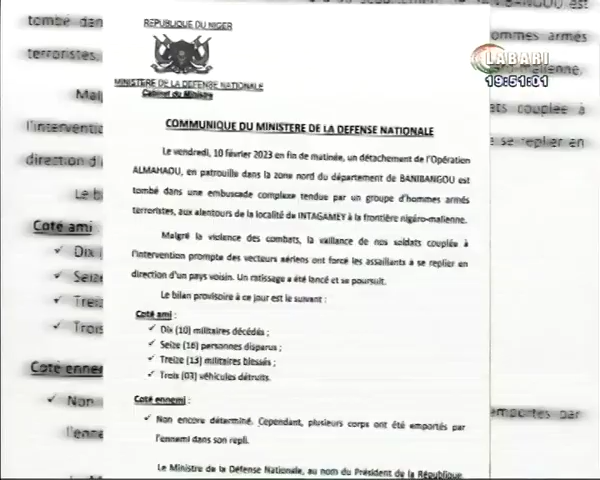 REPUBLIQUE DU NIGER
MINISTERE DE LA DEFENSE NATIONALE
Cabinet du Ministre
LABARI
19:51:01
COMMUNIQUE DU MINISTERE DE LA DEFENSE NATIONALE
Le vendredi, 10 février 2023 en fin de matinée, un détachement de l'Opération
ALMAHAOU, en patrouille dans la zone nord du département de BANIBANGOU est
tombé dans une embuscade complexe tendue par un groupe d'hommes armés
terroristes, aux alentours de la localité de INTAGAMEY à la frontière nigéro-malienne.
Malgré la violence des combats, la vaillance de nos soldats couplée à
l'intervention prompte des vecteurs aériens ont forcé les assaillants à se replier en
direction d'un pays voisin. Un ratissage a été lancé et se poursuit.
Le bilan provisoire à ce jour est le suivant :
Coté ami :
✓ Dix (10) militaires décédés ;
✓ Seize (16) personnes disparus ;
✓ Treize (13) militaires blessés ;
✓ Trois (03) véhicules détruits.
Coté ennemi :
✓ Non encore déterminé. Cependant, plusieurs corps ont été emportés par
l'ennemi dans son repli.
Le Ministre de la Défense Nationale, au nom du Président de la République